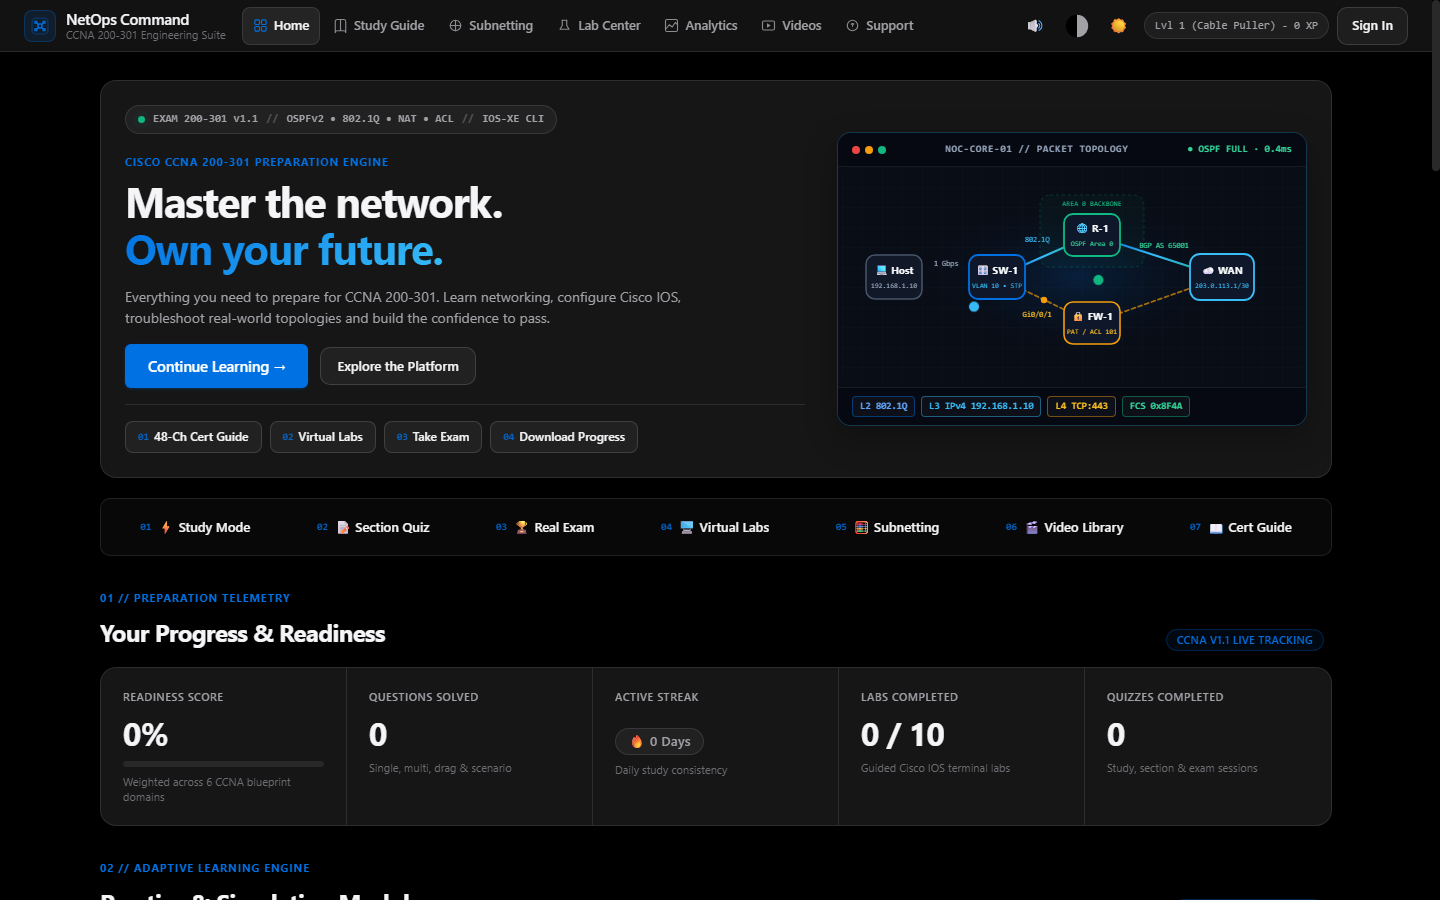 NetOps Command
CCNA 200-301 Engineering Suite
Home
Study Guide
Subnetting
Lab Center
Analytics
Videos
Support
Lvl 1 (Cable Puller) - 0 XP
Sign In
EXAM 200-301 v1.1 // OSPFv2 • 802.1Q • NAT • ACL // IOS-XE CLI
CISCO CCNA 200-301 PREPARATION ENGINE
Master the network.
Own your future.
Everything you need to prepare for CCNA 200-301. Learn networking, configure Cisco IOS,
troubleshoot real-world topologies and build the confidence to pass.
Continue Learning →
Explore the Platform
01 48-Ch Cert Guide
02 Virtual Labs
03 Take Exam
04 Download Progress
NOC-CORE-01 // PACKET TOPOLOGY
● OSPF FULL · 0.4ms
AREA 0 BACKBONE
R-1
OSPF Area 0
802.1Q
BGP AS 65001
1 Gbps
Host
192.168.1.10
SW-1
VLAN 10 • STP
WAN
203.0.113.1/30
Gi0/0/1
FW-1
PAT / ACL 101
L2 802.1Q
L3 IPv4 192.168.1.10
L4 TCP:443
FCS 0x8F4A
01 Study Mode
02 Section Quiz
03 Real Exam
04 Virtual Labs
05 Subnetting
06 Video Library
07 Cert Guide
01 // PREPARATION TELEMETRY
Your Progress & Readiness
CCNA V1.1 LIVE TRACKING
READINESS SCORE
0%
Weighted across 6 CCNA blueprint
domains
QUESTIONS SOLVED
0
Single, multi, drag & scenario
ACTIVE STREAK
0 Days
Daily study consistency
LABS COMPLETED
0 / 10
Guided Cisco IOS terminal labs
QUIZZES COMPLETED
0
Study, section & exam sessions
02 // ADAPTIVE LEARNING ENGINE